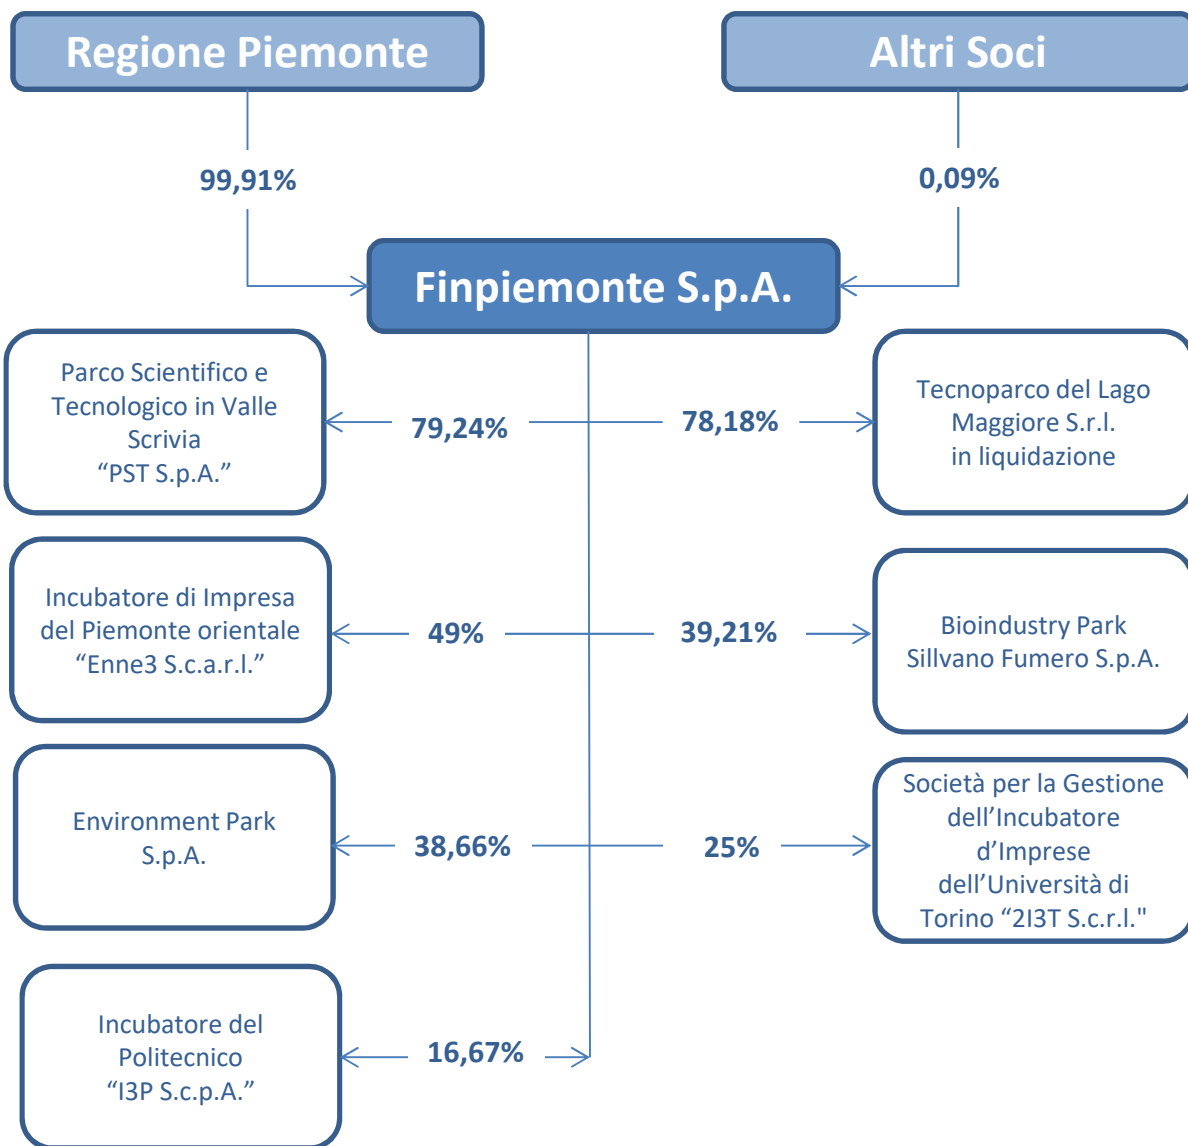 Regione Piemonte
Altri Soci
99,91%
0,09%
Finpiemonte S.p.A.
Parco Scientifico e
Tecnologico in Valle
Scrivia
“PST S.p.A.”
79,24%
78,18%
Tecnoparco del Lago
Maggiore S.r.l.
in liquidazione
Incubatore di Impresa
del Piemonte orientale
“Enne3 S.c.a.r.l.”
49%
39,21%
Bioindustry Park
Sillvano Fumero S.p.A.
Environment Park
S.p.A.
38,66%
25%
Società per la Gestione
dell’Incubatore
d’Imprese
dell’Università di
Torino “2I3T S.c.r.l."
Incubatore del
Politecnico
“I3P S.c.p.A.”
16,67%